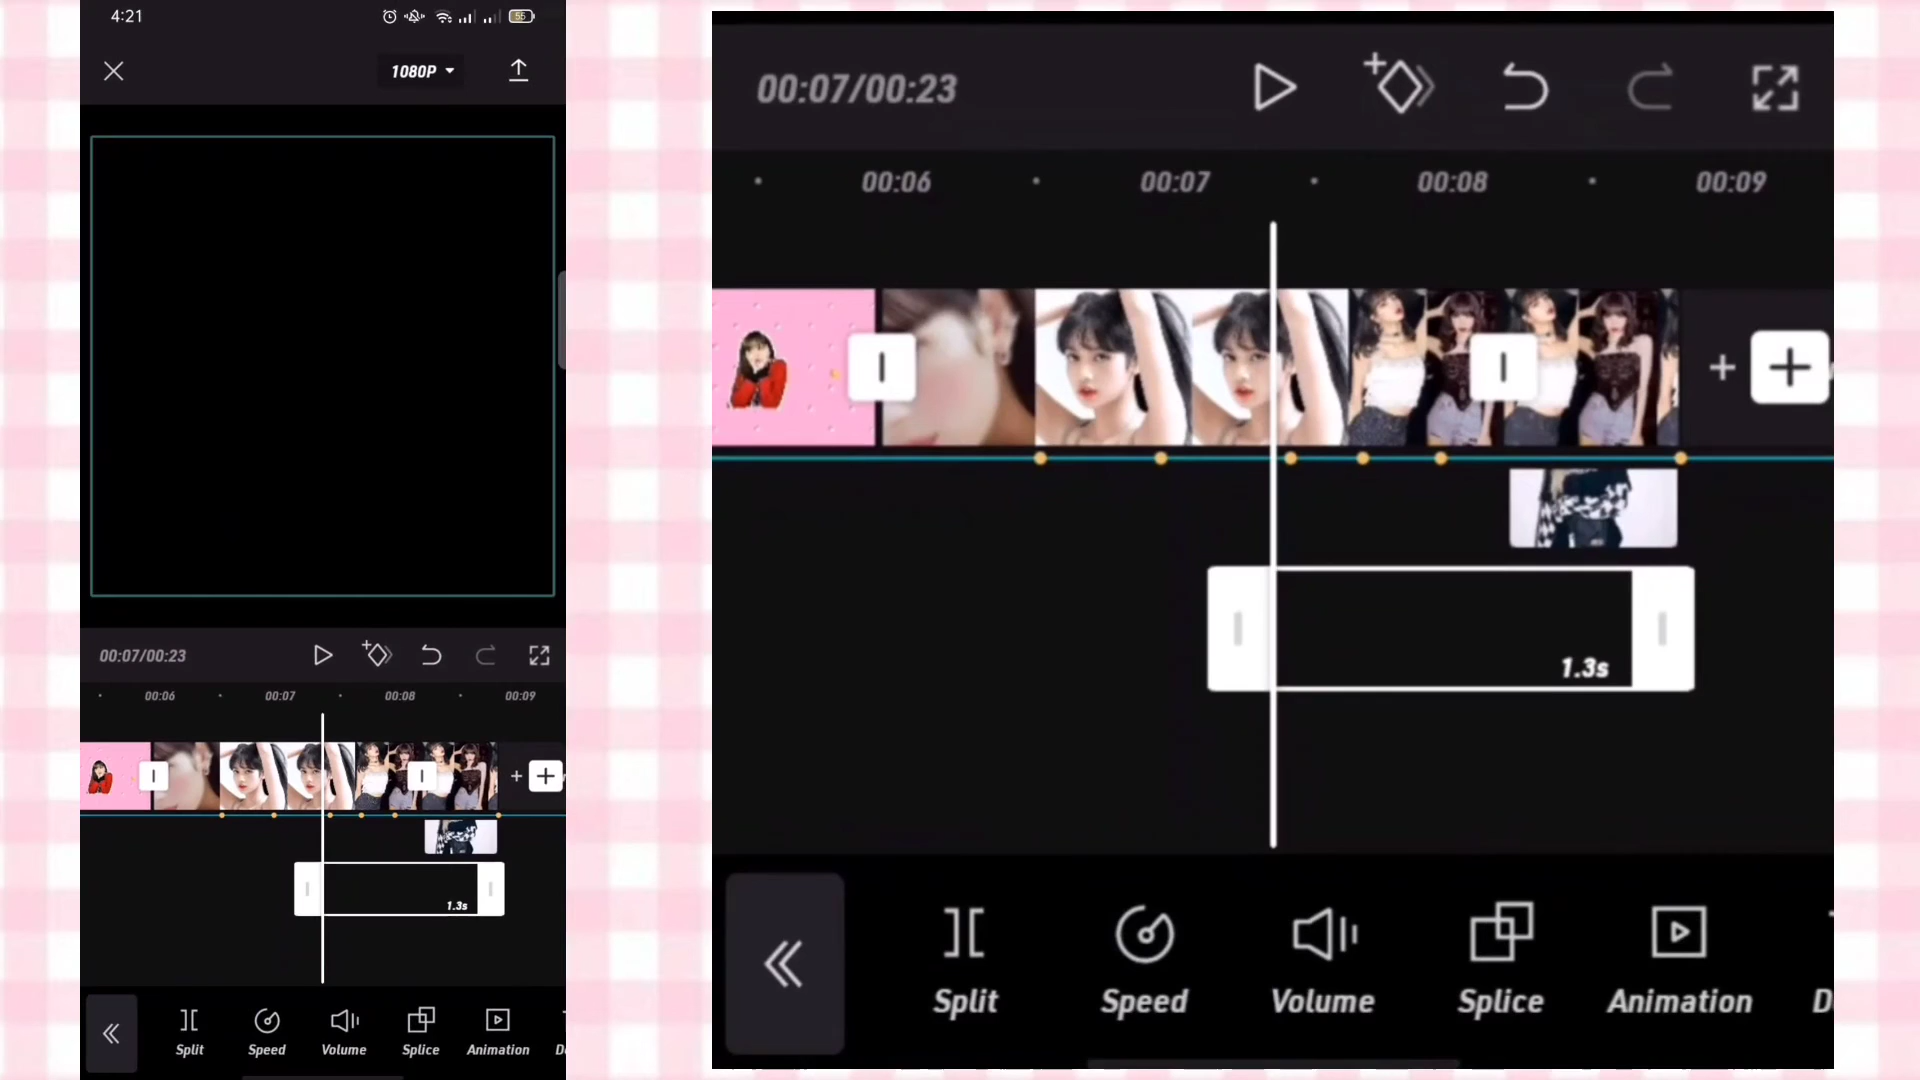 4:21
55
1080P
00:07/00:23
00:06 00:07 00:08 00:09
1.3s
Split Speed Volume Splice Animation
00:07/00:23
00:06 00:07 00:08 00:09
1.3s
Split Speed Volume Splice Animation D